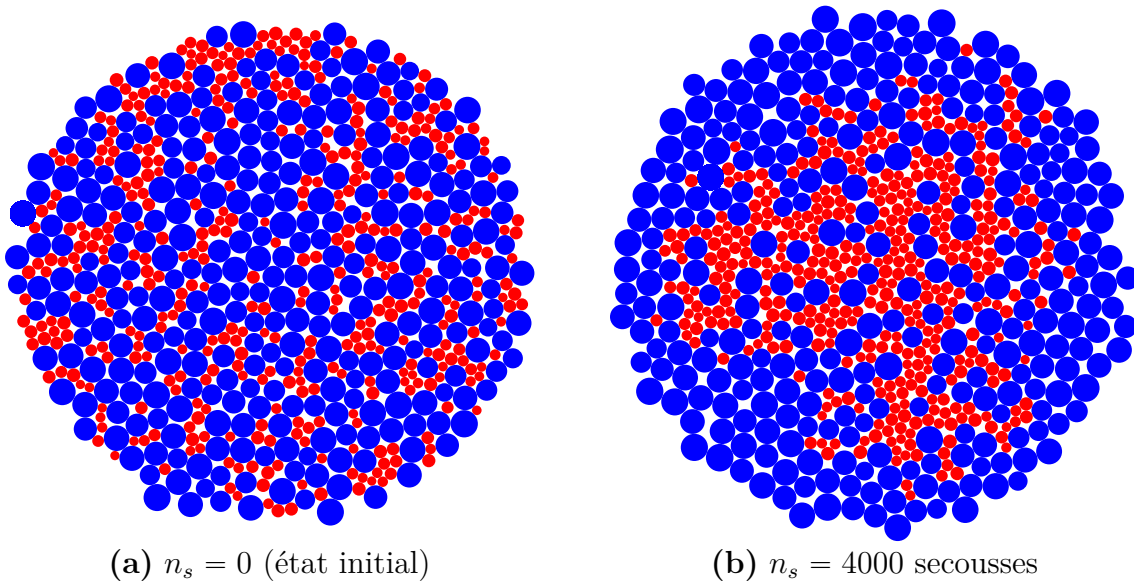 (a) n_s = 0 (état initial)
(b) n_s = 4000 secousses